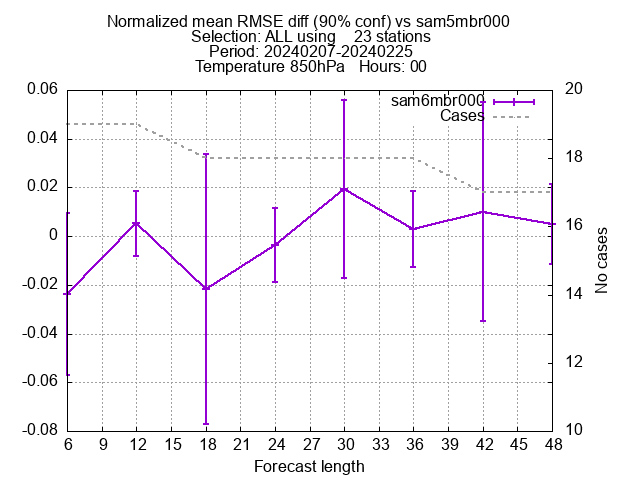 Normalized mean RMSE diff (90% conf) vs sam5mbr000
Selection: ALL using    23 stations
Period: 20240207-20240225
Temperature 850hPa   Hours: 00
sam6mbr000
Cases
0.06
0.04
0.02
0
-0.02
-0.04
-0.06
-0.08
20
18
16
14
12
10
No cases
6 9 12 15 18 21 24 27 30 33 36 39 42 45 48
Forecast length